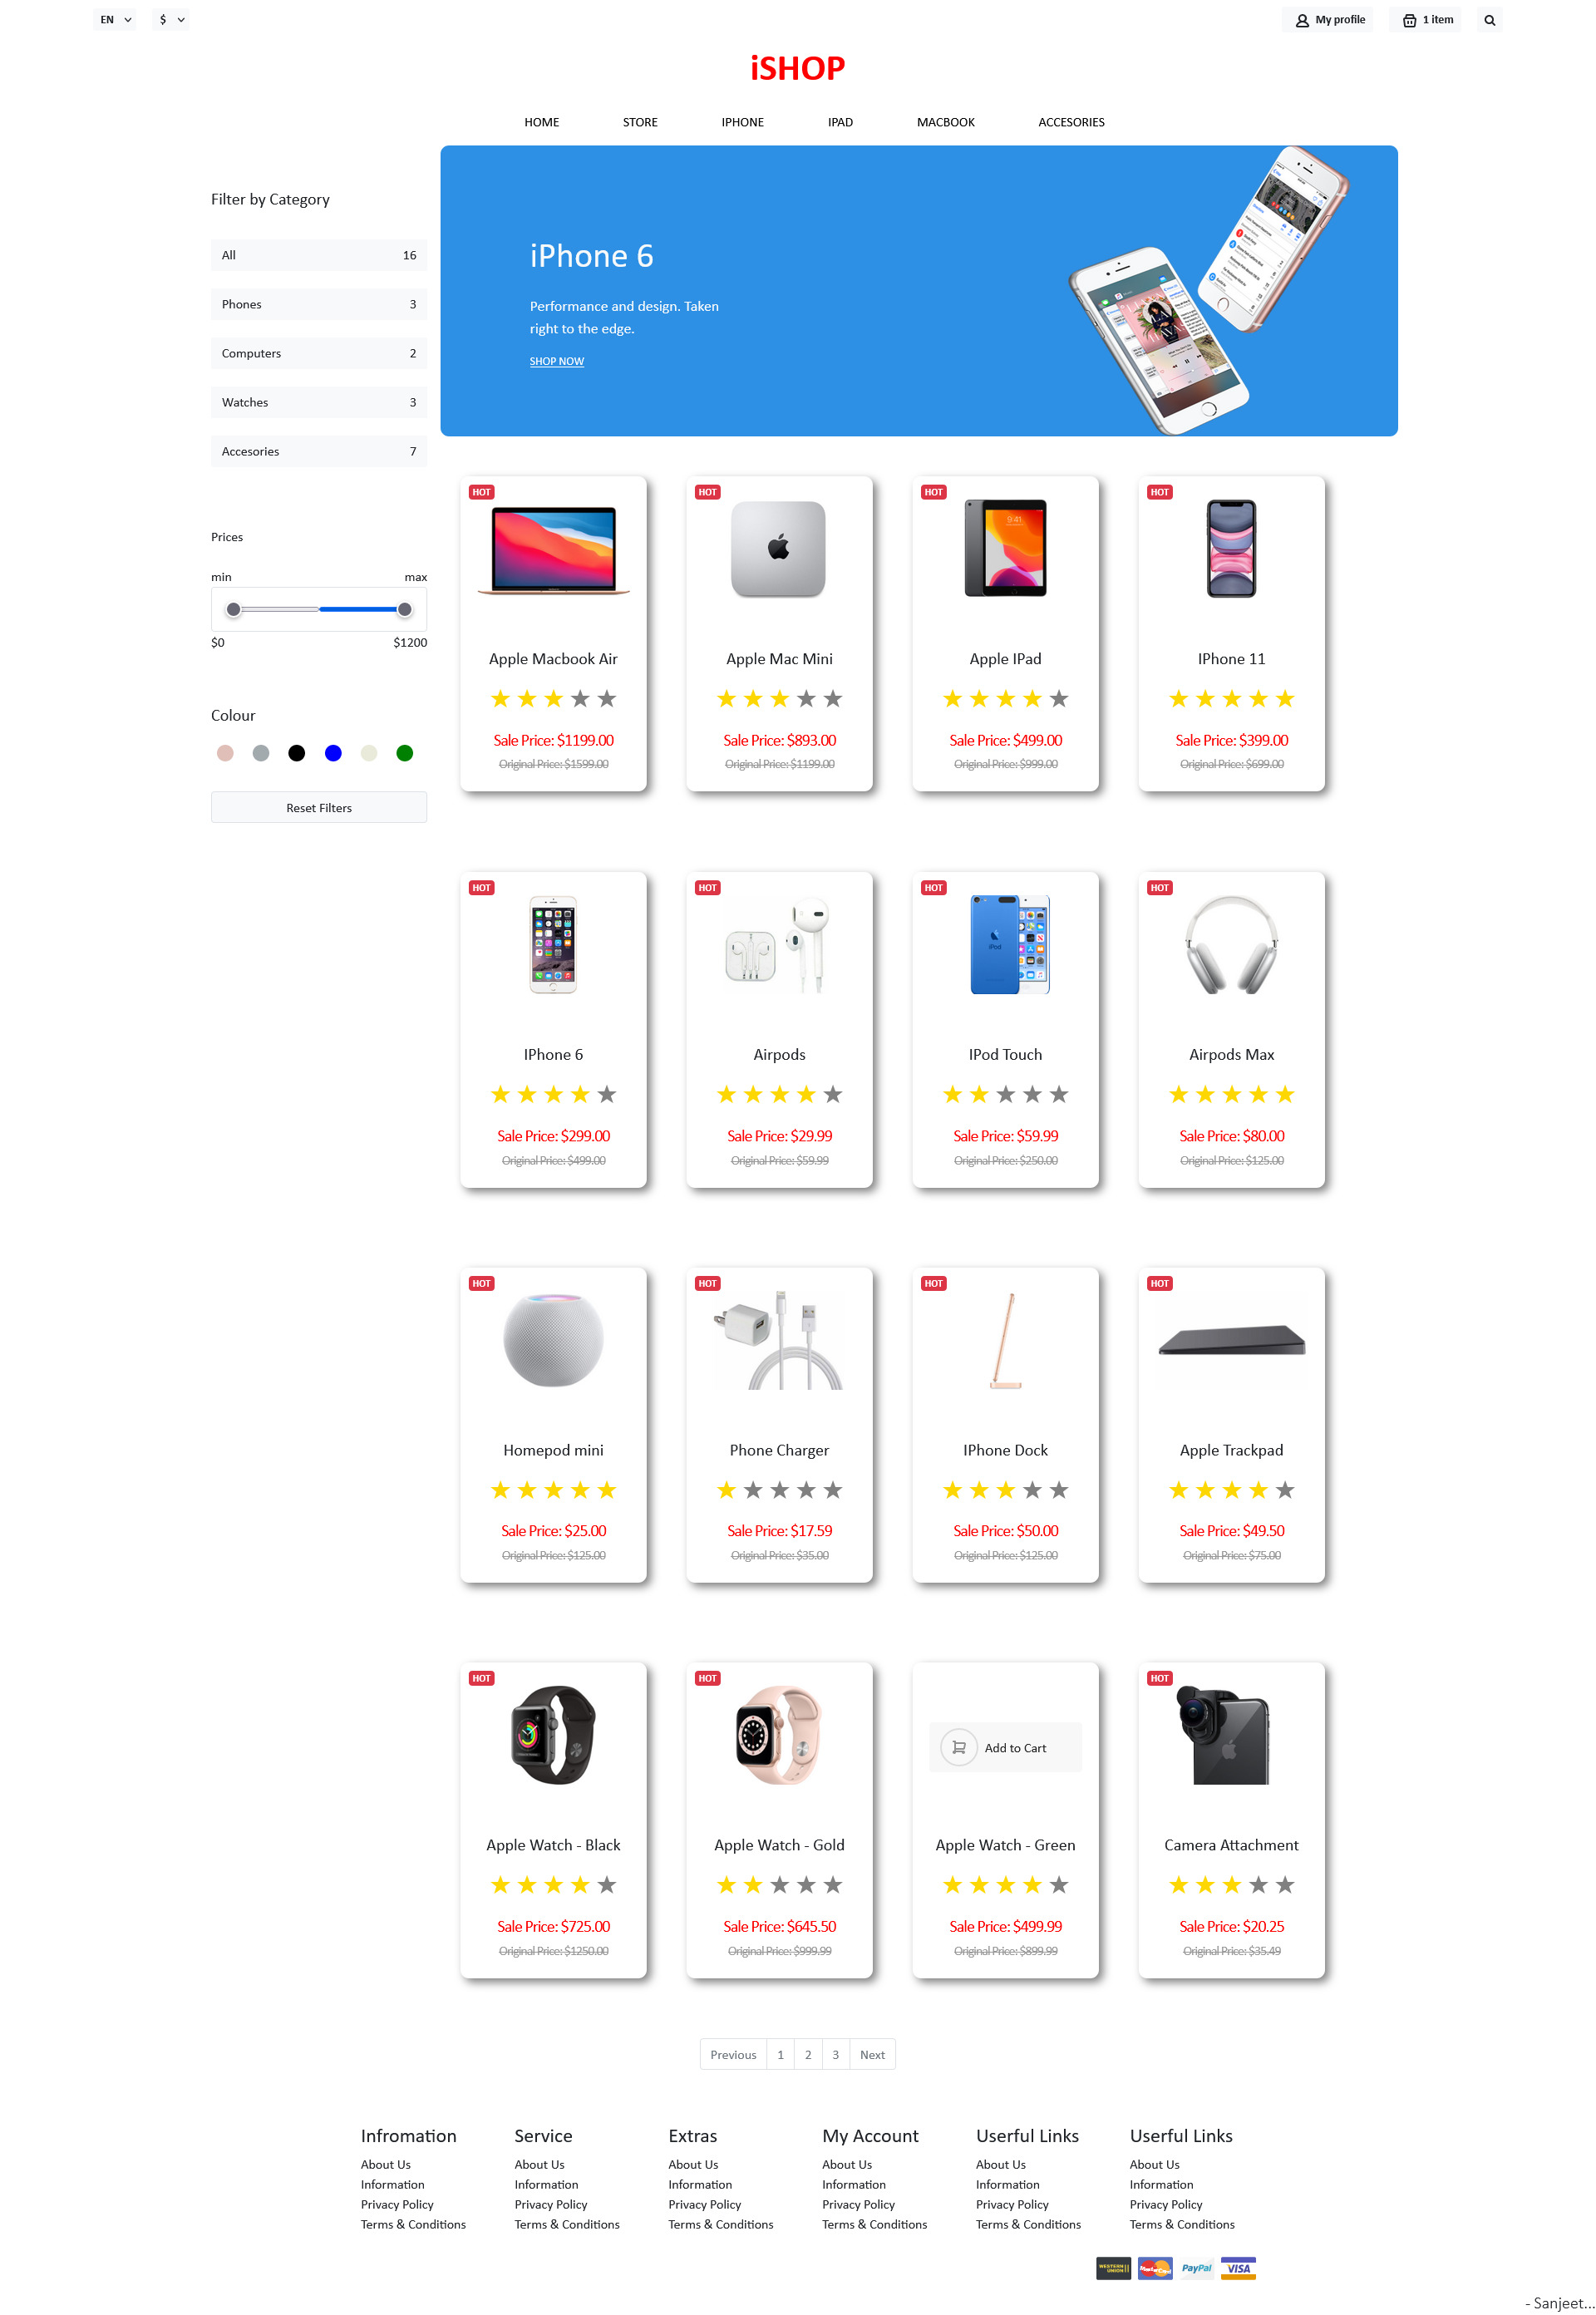 EN $ My profile 1 item
iSHOP
HOME STORE IPHONE IPAD MACBOOK ACCESORIES
Filter by Category
All 16
Phones 3
Computers 2
Watches 3
Accesories 7
Prices
min max
$0 $1200
Colour
Reset Filters
iPhone 6
Performance and design. Taken
right to the edge.
SHOP NOW
HOT HOT HOT HOT
9:41
Apple Macbook Air Apple Mac Mini Apple IPad IPhone 11
Sale Price: $1199.00 Sale Price: $893.00 Sale Price: $499.00 Sale Price: $399.00
Original Price: $1599.00 Original Price: $1199.00 Original Price: $999.00 Original Price: $699.00
HOT HOT HOT HOT
iPod
IPhone 6 Airpods IPod Touch Airpods Max
Sale Price: $299.00 Sale Price: $29.99 Sale Price: $59.99 Sale Price: $80.00
Original Price: $499.00 Original Price: $59.99 Original Price: $250.00 Original Price: $125.00
HOT HOT HOT HOT
Homepod mini Phone Charger IPhone Dock Apple Trackpad
Sale Price: $25.00 Sale Price: $17.59 Sale Price: $50.00 Sale Price: $49.50
Original Price: $125.00 Original Price: $35.00 Original Price: $125.00 Original Price: $75.00
HOT HOT HOT
Add to Cart
Apple Watch - Black Apple Watch - Gold Apple Watch - Green Camera Attachment
Sale Price: $725.00 Sale Price: $645.50 Sale Price: $499.99 Sale Price: $20.25
Original Price: $1250.00 Original Price: $999.99 Original Price: $899.99 Original Price: $35.49
Previous 1 2 3 Next
Infromation Service Extras My Account Userful Links Userful Links
About Us About Us About Us About Us About Us About Us
Information Information Information Information Information Information
Privacy Policy Privacy Policy Privacy Policy Privacy Policy Privacy Policy Privacy Policy
Terms & Conditions Terms & Conditions Terms & Conditions Terms & Conditions Terms & Conditions Terms & Conditions
WESTERN UNION MasterCard PayPal VISA
- Sanjeet...